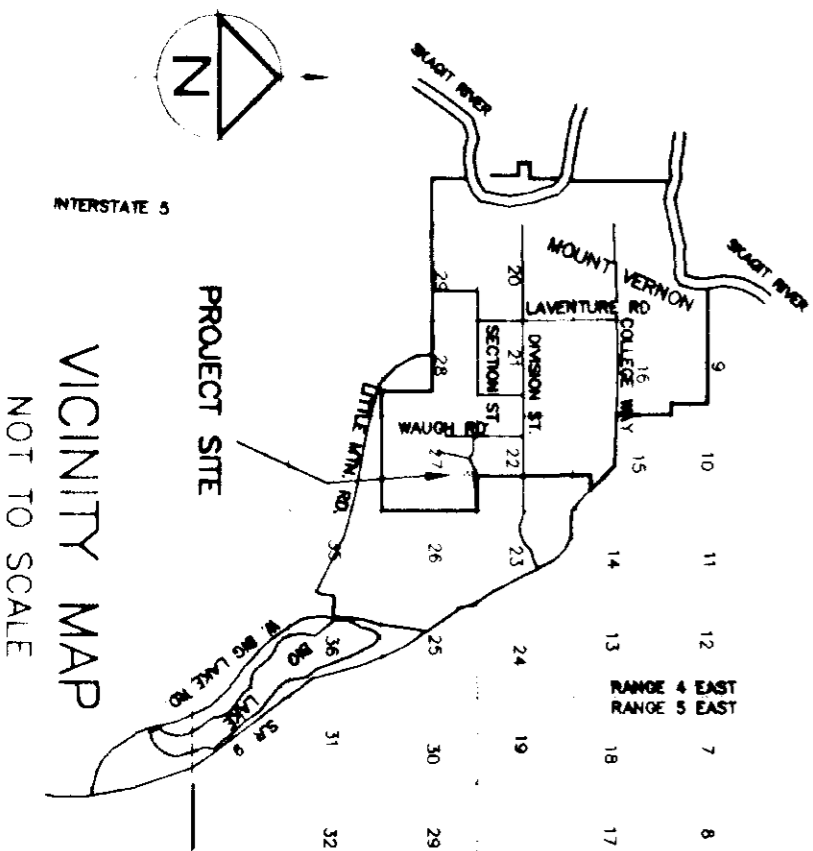 SKAGIT RIVER
SKAGIT RIVER
N
INTERSTATE 5
MOUNT VERNON
LAVENTURE RD
COLLEGE WAY
DIVISION ST.
SECTION ST.
WAUGH RD
LITTLE MTN. RD.
PROJECT SITE
9
10
11
12
7
8
16
15
14
13
18
17
20
21
22
23
24
19
29
28
27
26
25
30
29
35
36
31
32
RANGE 4 EAST
RANGE 5 EAST
W. BIG LAKE RD.
BIG LAKE
S.R 9
VICINITY MAP
NOT TO SCALE